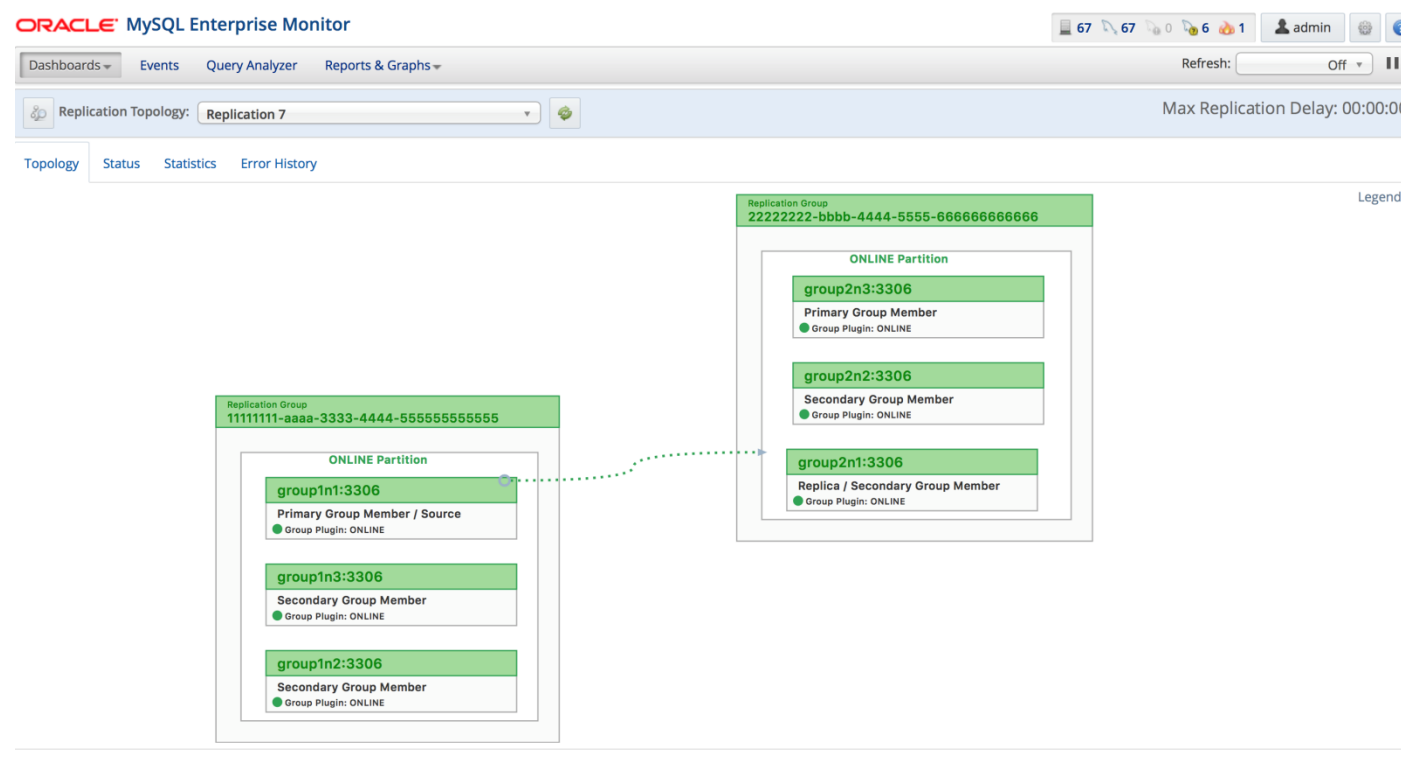 ORACLE MySQL Enterprise Monitor
67 67 0 6 1 admin
Dashboards Events Query Analyzer Reports & Graphs Refresh: Off
Replication Topology: Replication 7 Max Replication Delay: 00:00:00
Topology Status Statistics Error History
Legend
Replication Group
22222222-bbbb-4444-5555-666666666666
ONLINE Partition
group2n3:3306
Primary Group Member
Group Plugin: ONLINE
group2n2:3306
Secondary Group Member
Group Plugin: ONLINE
group2n1:3306
Replica / Secondary Group Member
Group Plugin: ONLINE
Replication Group
11111111-aaaa-3333-4444-555555555555
ONLINE Partition
group1n1:3306
Primary Group Member / Source
Group Plugin: ONLINE
group1n3:3306
Secondary Group Member
Group Plugin: ONLINE
group1n2:3306
Secondary Group Member
Group Plugin: ONLINE